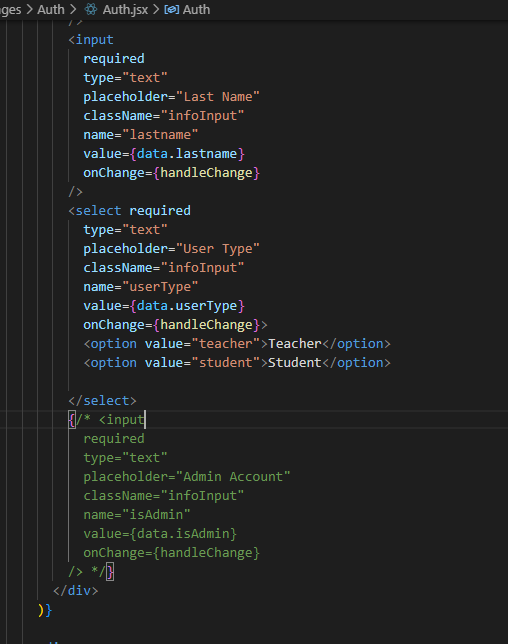 ges > Auth > Auth.jsx > Auth
/>
<input
required
type="text"
placeholder="Last Name"
className="infoInput"
name="lastname"
value={data.lastname}
onChange={handleChange}
/>
<select required
type="text"
placeholder="User Type"
className="infoInput"
name="userType"
value={data.userType}
onChange={handleChange}>
<option value="teacher">Teacher</option>
<option value="student">Student</option>
</select>
{/* <input
required
type="text"
placeholder="Admin Account"
className="infoInput"
name="isAdmin"
value={data.isAdmin}
onChange={handleChange}
/> */}
</div>
)}